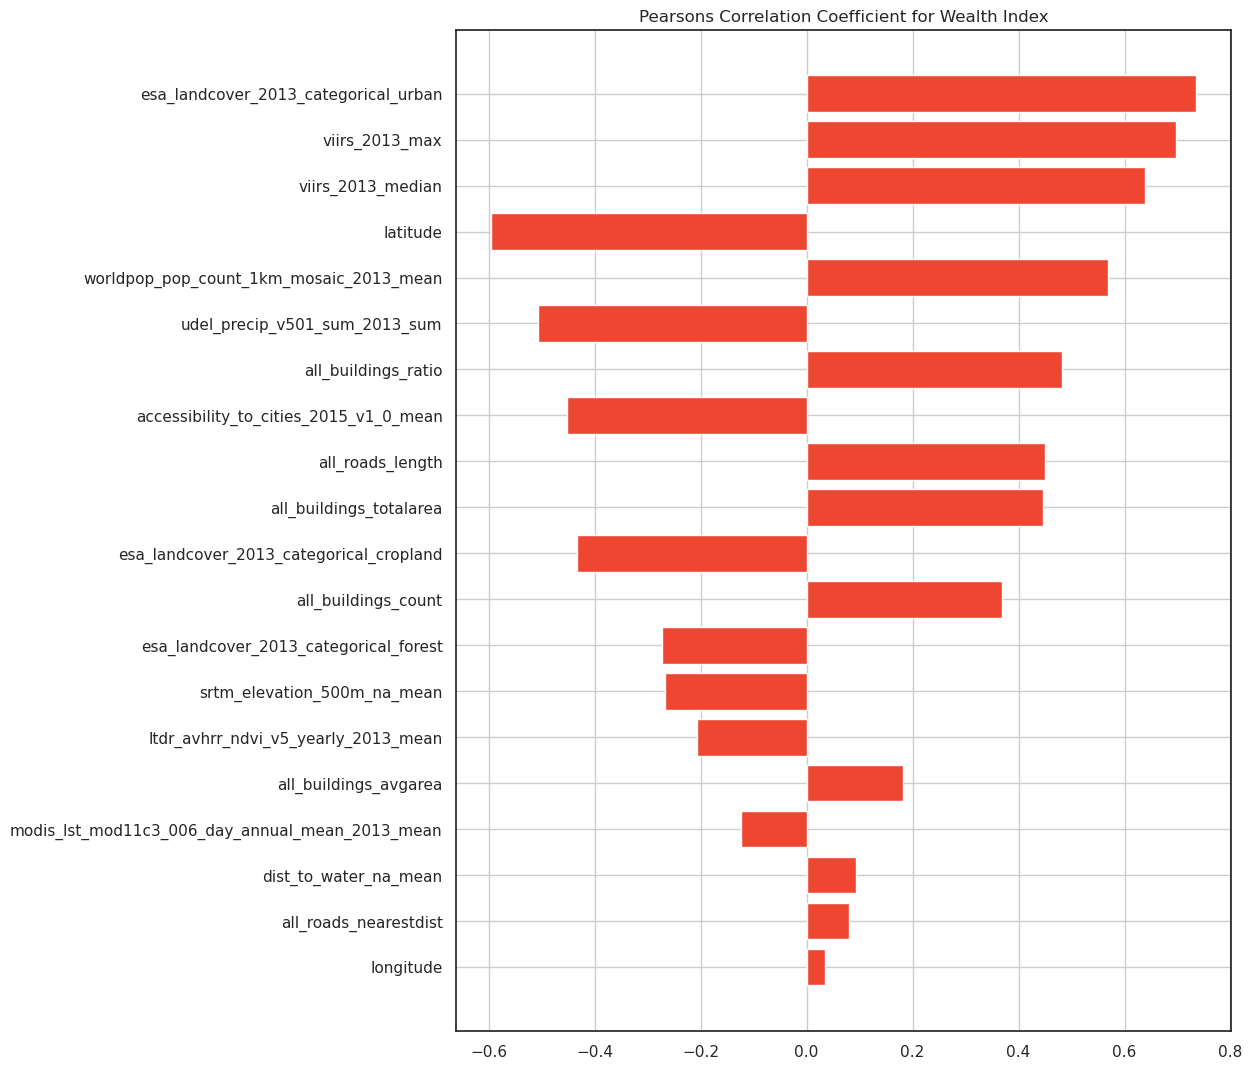 Pearsons Correlation Coefficient for Wealth Index
esa_landcover_2013_categorical_urban
viirs_2013_max
viirs_2013_median
latitude
worldpop_pop_count_1km_mosaic_2013_mean
udel_precip_v501_sum_2013_sum
all_buildings_ratio
accessibility_to_cities_2015_v1_0_mean
all_roads_length
all_buildings_totalarea
esa_landcover_2013_categorical_cropland
all_buildings_count
esa_landcover_2013_categorical_forest
srtm_elevation_500m_na_mean
ltdr_avhrr_ndvi_v5_yearly_2013_mean
all_buildings_avgarea
modis_lst_mod11c3_006_day_annual_mean_2013_mean
dist_to_water_na_mean
all_roads_nearestdist
longitude
−0.6 −0.4 −0.2 0.0 0.2 0.4 0.6 0.8